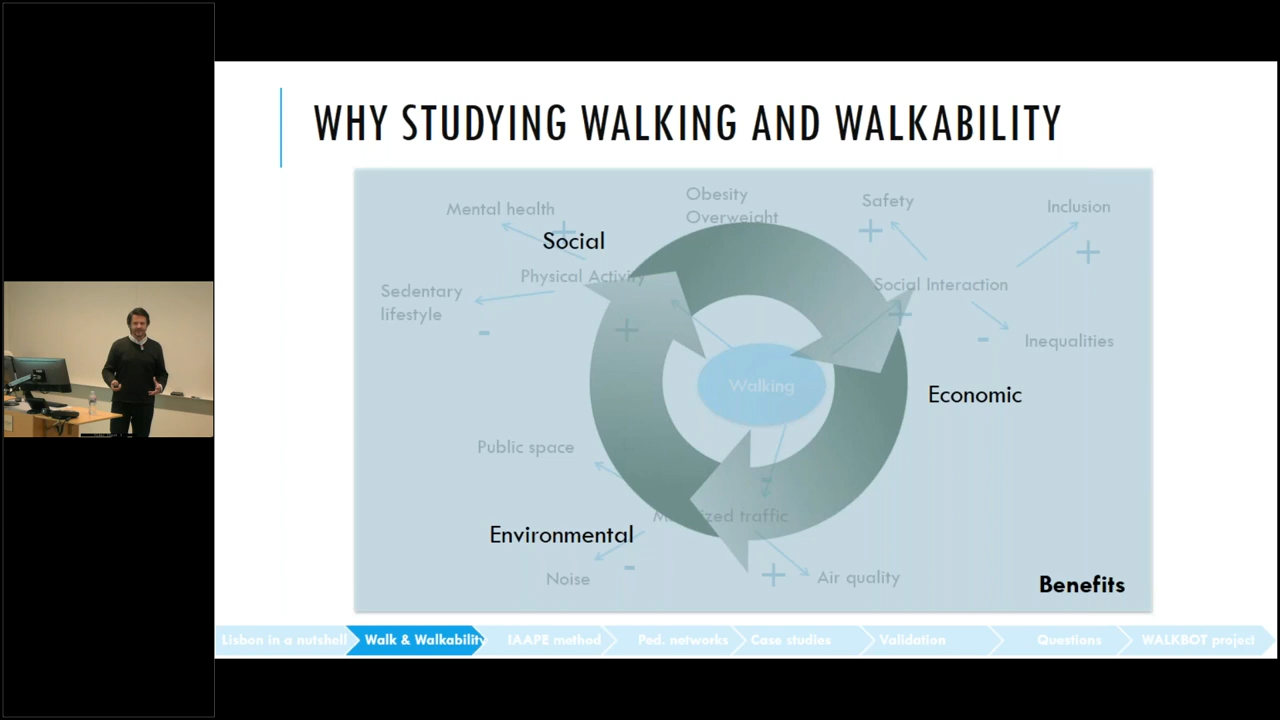 WHY STUDYING WALKING AND WALKABILITY
Mental health
Obesity
Overweight
Safety
Inclusion
+
+
+
Social
Physical Activity
Social Interaction
Sedentary
lifestyle
-
+
+
-
Inequalities
Walking
Economic
Public space
-
Environmental
Noise
-
+
Air quality
Benefits
Lisbon in a nutshell
Walk & Walkability
IAAPE method
Ped. networks
Case studies
Validation
Questions
WALKBOT project